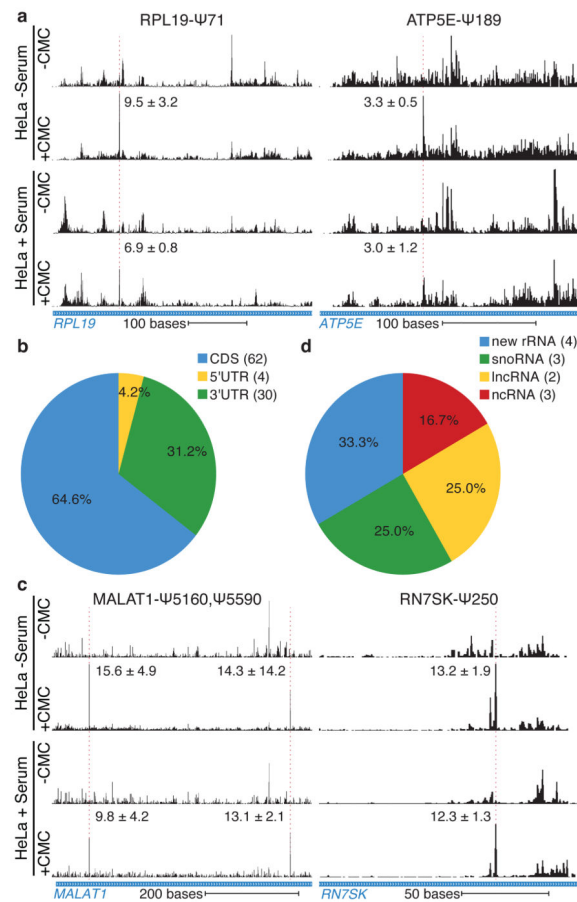 a
RPL19-Ψ71
ATP5E-Ψ189
HeLa -Serum
-CMC
+CMC
9.5 ± 3.2
3.3 ± 0.5
HeLa + Serum
-CMC
+CMC
6.9 ± 0.8
3.0 ± 1.2
RPL19
100 bases
ATP5E
100 bases
b
CDS (62)
5'UTR (4)
3'UTR (30)
4.2%
31.2%
64.6%
d
new rRNA (4)
snoRNA (3)
lncRNA (2)
ncRNA (3)
16.7%
33.3%
25.0%
25.0%
c
MALAT1-Ψ5160,Ψ5590
RN7SK-Ψ250
HeLa -Serum
-CMC
+CMC
15.6 ± 4.9
14.3 ± 14.2
13.2 ± 1.9
HeLa + Serum
-CMC
+CMC
9.8 ± 4.2
13.1 ± 2.1
12.3 ± 1.3
MALAT1
200 bases
RN7SK
50 bases